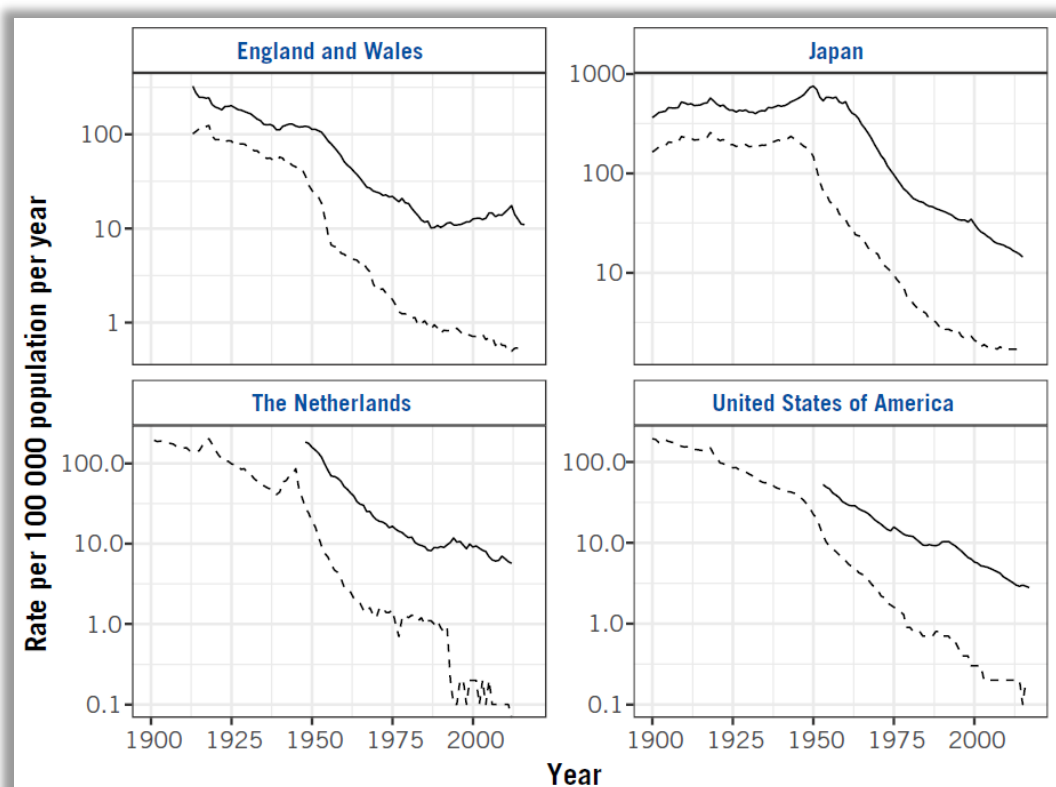 England and Wales
Japan
100
10
1
1000
100
10
The Netherlands
United States of America
100.0
10.0
1.0
0.1
100.0
10.0
1.0
0.1
1900 1925 1950 1975 2000
1900 1925 1950 1975 2000
Year
Rate per 100 000 population per year